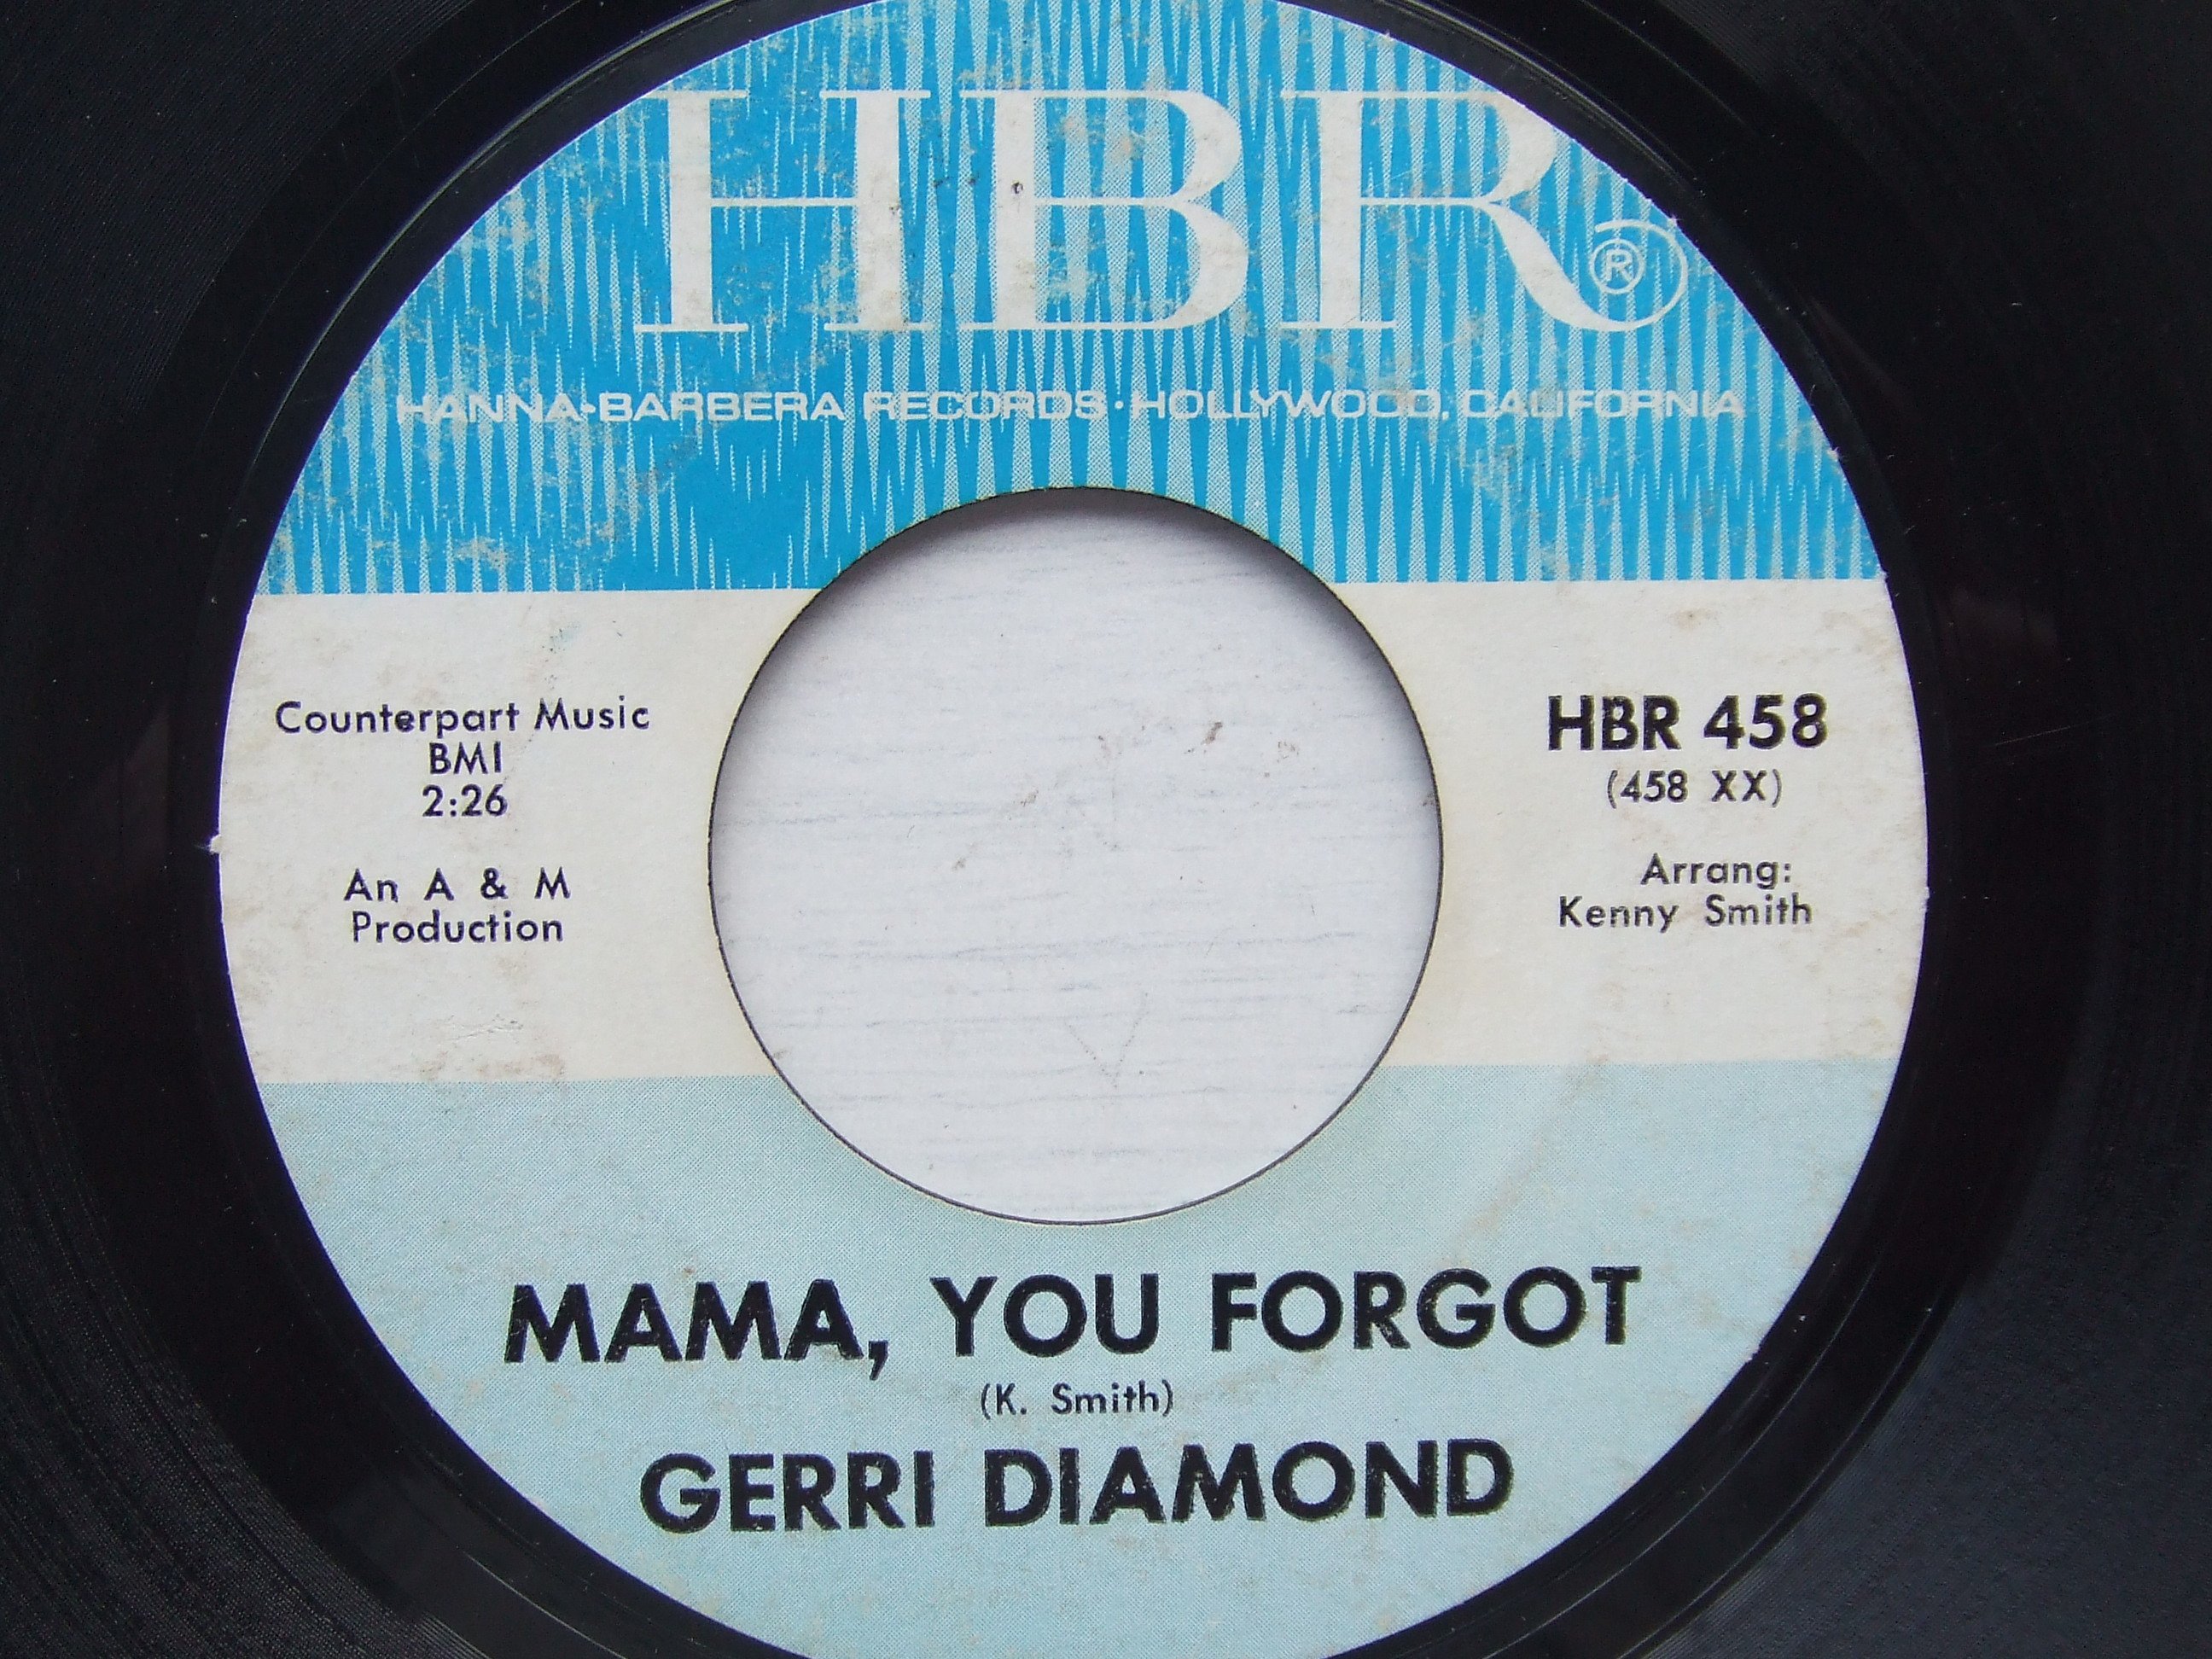 HBR®
HANNA-BARBERA RECORDS · HOLLYWOOD, CALIFORNIA
Counterpart Music
BMI
2:26
An A & M
Production
HBR 458
(458 XX)
Arrang:
Kenny Smith
MAMA, YOU FORGOT
(K. Smith)
GERRI DIAMOND